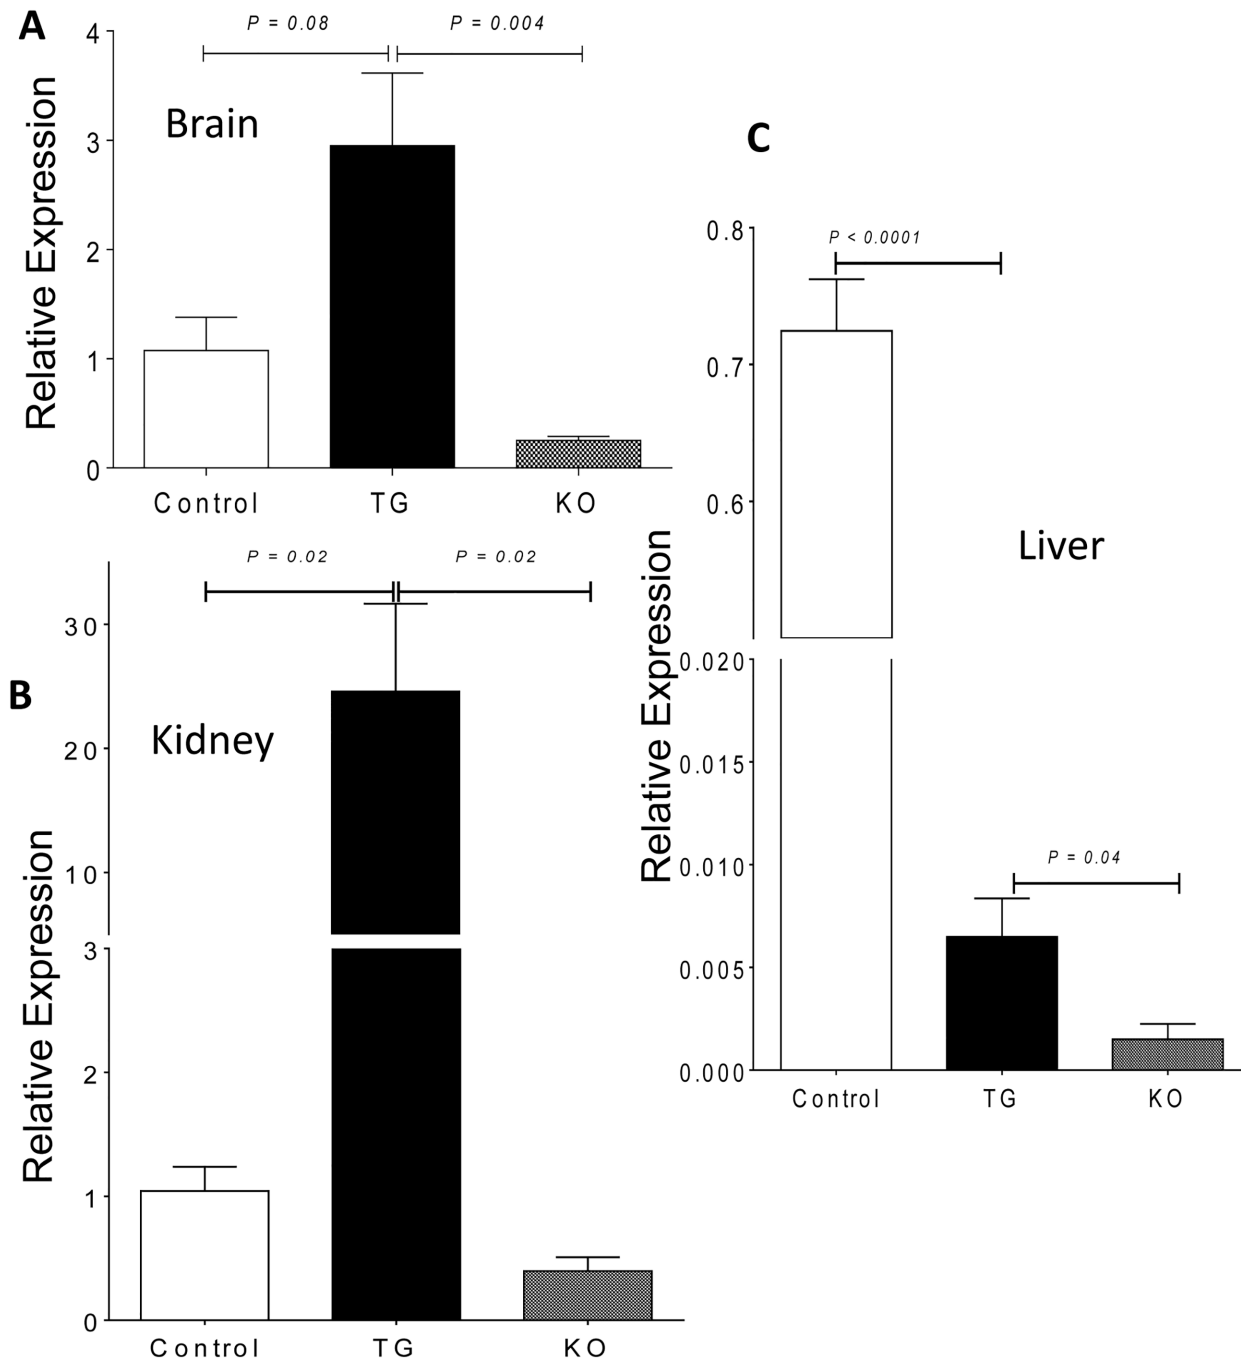 A
P = 0.08
P = 0.004
4
3
2
1
0
Relative Expression
Brain
Control
TG
KO
B
P = 0.02
P = 0.02
30
20
10
3
2
1
0
Relative Expression
Kidney
Control
TG
KO
C
P < 0.0001
0.8
0.7
0.6
0.020
0.015
0.010
0.005
0.000
Relative Expression
Liver
P = 0.04
Control
TG
KO